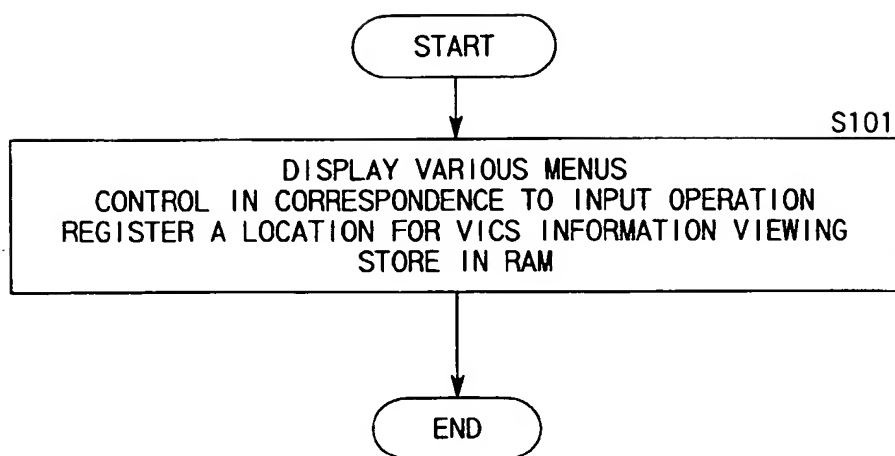 START
S101
DISPLAY VARIOUS MENUS
CONTROL IN CORRESPONDENCE TO INPUT OPERATION
REGISTER A LOCATION FOR VICS INFORMATION VIEWING
STORE IN RAM
END